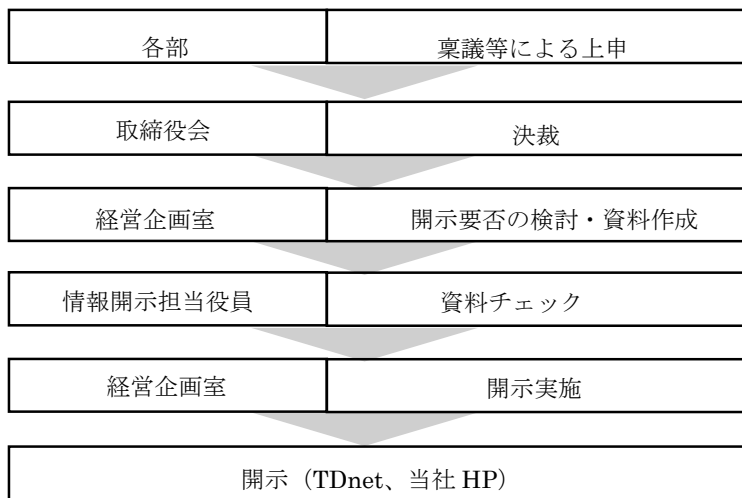 各部 稟議等による上申
取締役会 決裁
経営企画室 開示要否の検討・資料作成
情報開示担当役員 資料チェック
経営企画室 開示実施
開示（TDnet、当社 HP）